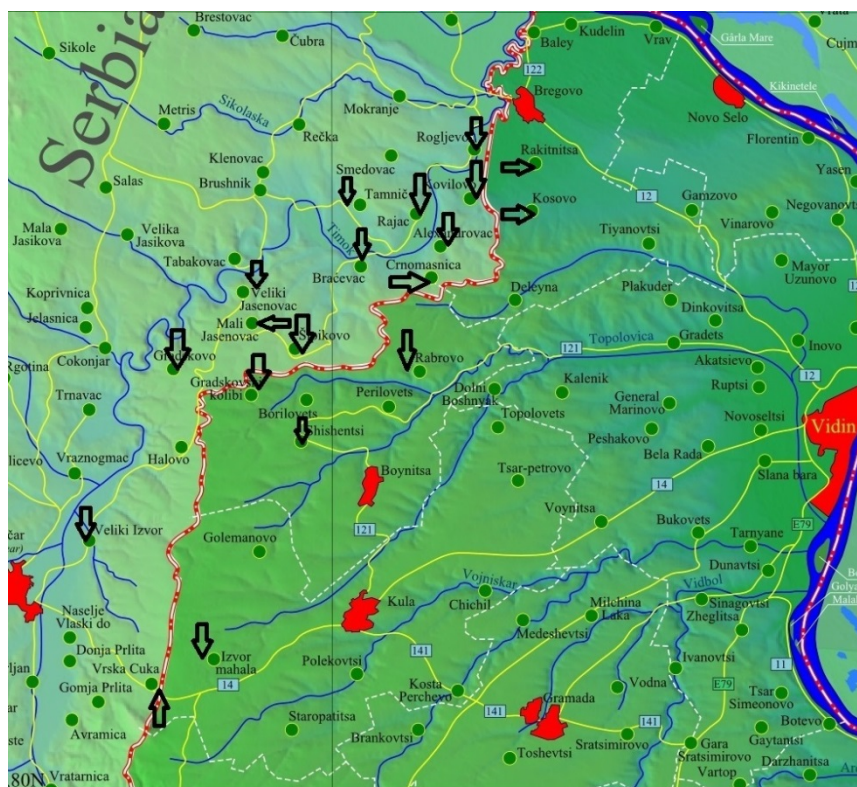 Serbia
Brestovac
Čubra
Sikole
Baley
Kudelin
Vrav
Gârla Mare
Cujm
122
Bregovo
Kikinetele
Novo Selo
Metris
Sikolaska
Mokranje
Rečka
Rogljevo
Florentin
Klenovac
Smedovac
Rakitnitsa
Yasen
Salas
Brushnik
Tamnič
Kovilovo
Rajac
Kosovo
12
Gamzovo
Vinarovo
Negovanovtsi
Mala
Jasikova
Velika
Jasikova
Timok
Alexandrovac
Tiyanovtsi
Tabakovac
Bracevac
Crnomasnica
Mayor
Uzunovo
Koprivnica
Veliki
Jasenovac
Deleyna
Plakuder
Dinkovitsa
Jelasnica
Mali
Jasenovac
Topolovica
Gradets
Inovo
Cokonjar
121
Rgotina
Rabrovo
Akatsievo
12
Trnavac
Gradskovo
kolibi
Borilovets
Perilovets
Dolni
Boshnyak
Kalenik
General
Marinovo
Ruptsi
Shishentsi
Topolovets
Peshakovo
Novoseltsi
Vidin
Halovo
Bela Rada
licevo
Vraznogmac
Boynitsa
Tsar-petrovo
14
Slana bara
Voynitsa
čar
Veliki Izvor
121
Bukovets
E79
Golemanovo
Tarnyane
Dunavtsi
Vojniskar
Vidbol
Naselje
Vlaski do
Kula
Chichil
Milchina
Laka
Sinagovtsi
Zheglitsa
Medeshevtsi
Donja Prlita
Izvor
mahala
141
rljan
Vrska Cuka
14
Polekovtsi
Ivanovtsi
11
Gomja Prlita
Kosta
Perchevo
Vodna
E79
Gramada
Tsar
Simeonovo
Avramica
Staropatitsa
Brankovtsi
141
Sratsimirovo
141
Botevo
Gara
Sratsimirovo
Gaytantsi
Toshevtsi
Vratarnica
Vartop
Darzhanitsa
80N